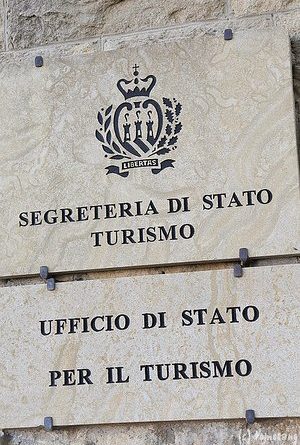 LIBERTAS
SEGRETERIA DI STATO
TURISMO
UFFICIO DI STATO
PER IL TURISMO